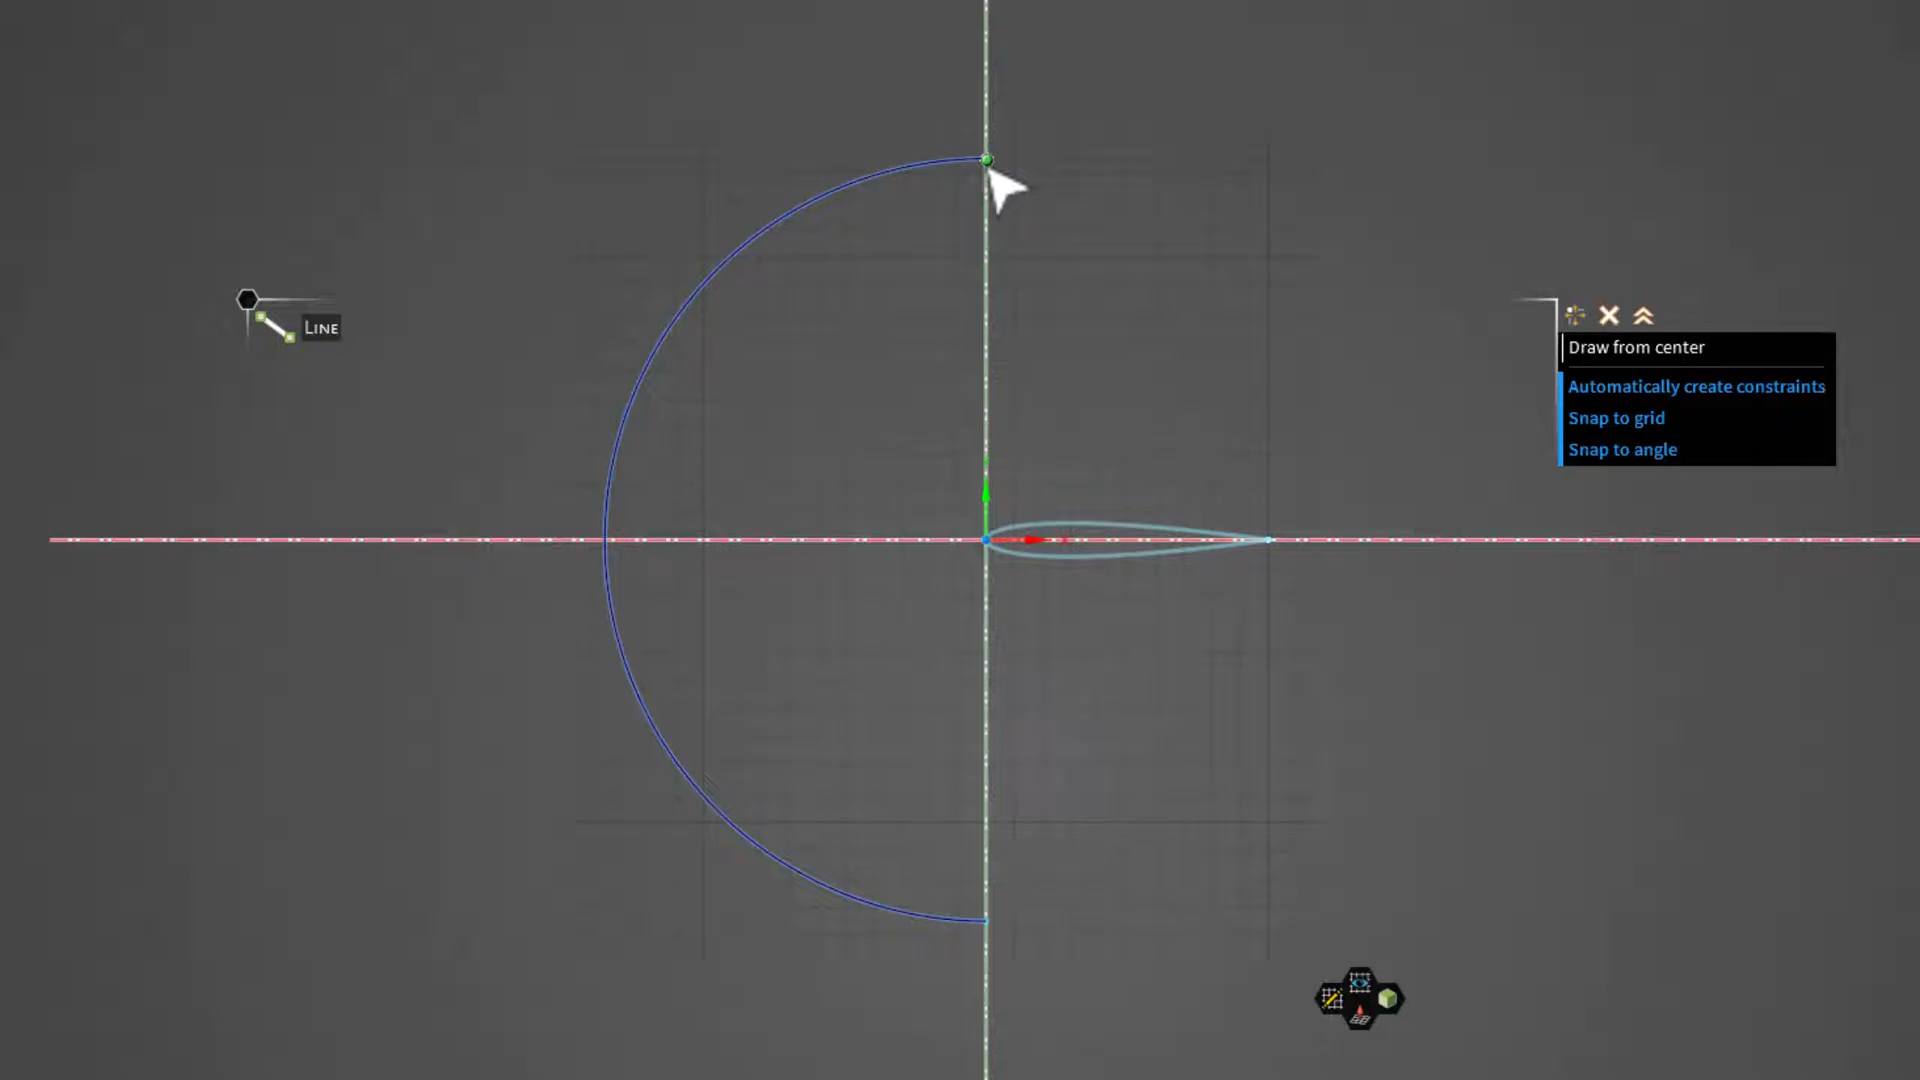 LINE
Draw from center
Automatically create constraints
Snap to grid
Snap to angle